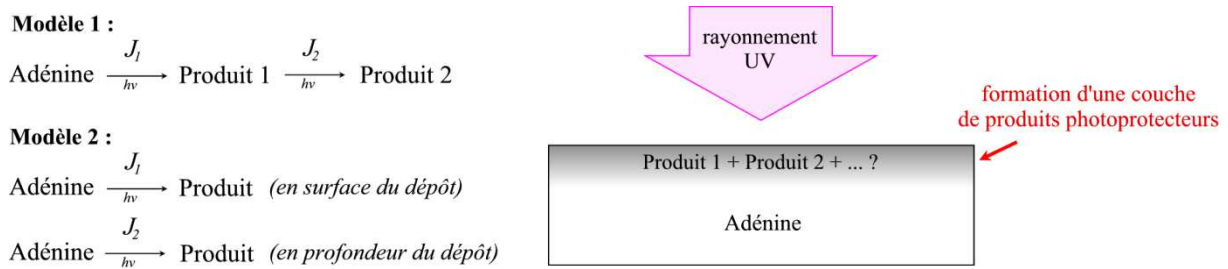 Modèle 1 :
J1
Adénine → Produit 1
hν
J2
→ Produit 2
hν
Modèle 2 :
J1
Adénine → Produit (en surface du dépôt)
hν
J2
Adénine → Produit (en profondeur du dépôt)
hν
rayonnement
UV
formation d'une couche
de produits photoprotecteurs
Produit 1 + Produit 2 + ... ?
Adénine